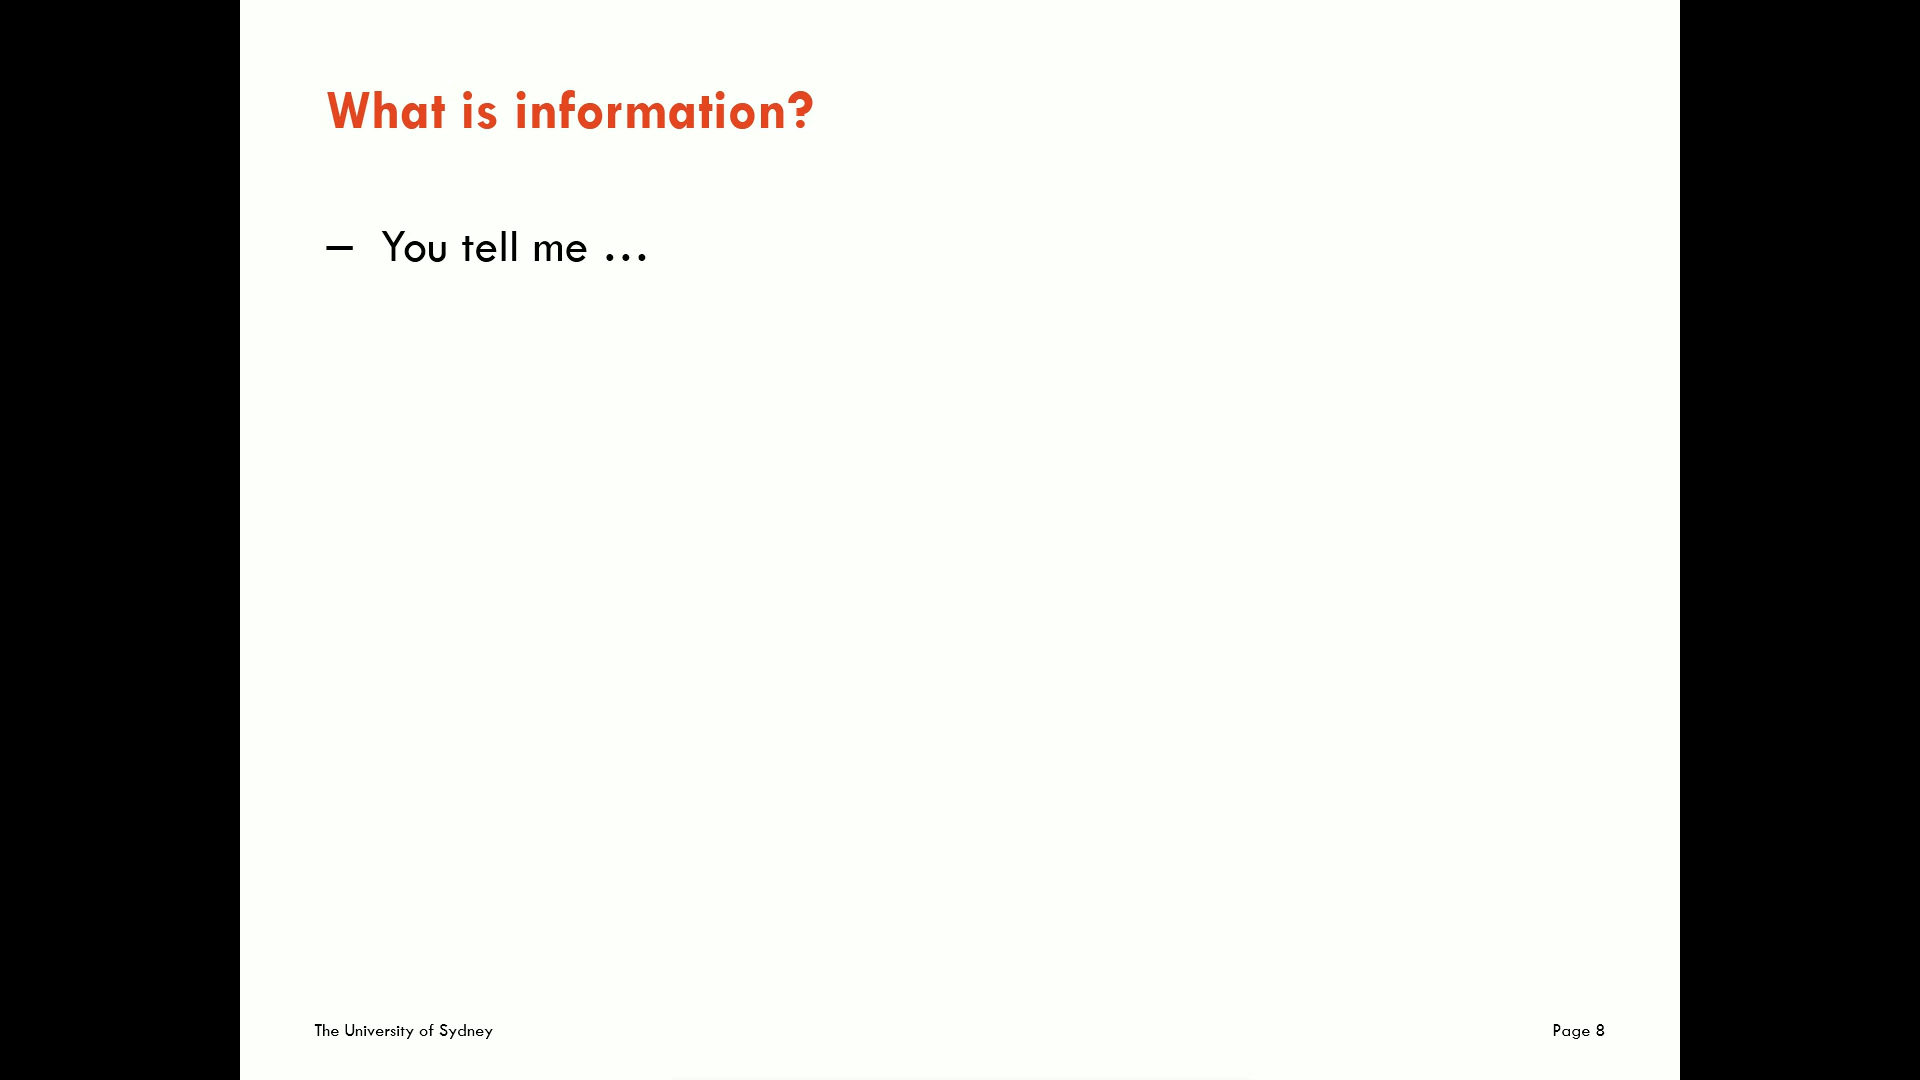 What is information?
– You tell me ...
The University of Sydney
Page 8